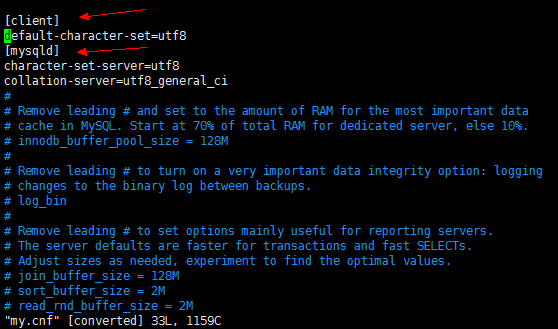 [client]
default-character-set=utf8
[mysqld]
character-set-server=utf8
collation-server=utf8_general_ci
#
# Remove leading # and set to the amount of RAM for the most important data
# cache in MySQL. Start at 70% of total RAM for dedicated server, else 10%.
# innodb_buffer_pool_size = 128M
#
# Remove leading # to turn on a very important data integrity option: logging
# changes to the binary log between backups.
# log_bin
#
# Remove leading # to set options mainly useful for reporting servers.
# The server defaults are faster for transactions and fast SELECTs.
# Adjust sizes as needed, experiment to find the optimal values.
# join_buffer_size = 128M
# sort_buffer_size = 2M
# read_rnd_buffer_size = 2M
"my.cnf" [converted] 33L, 1159C